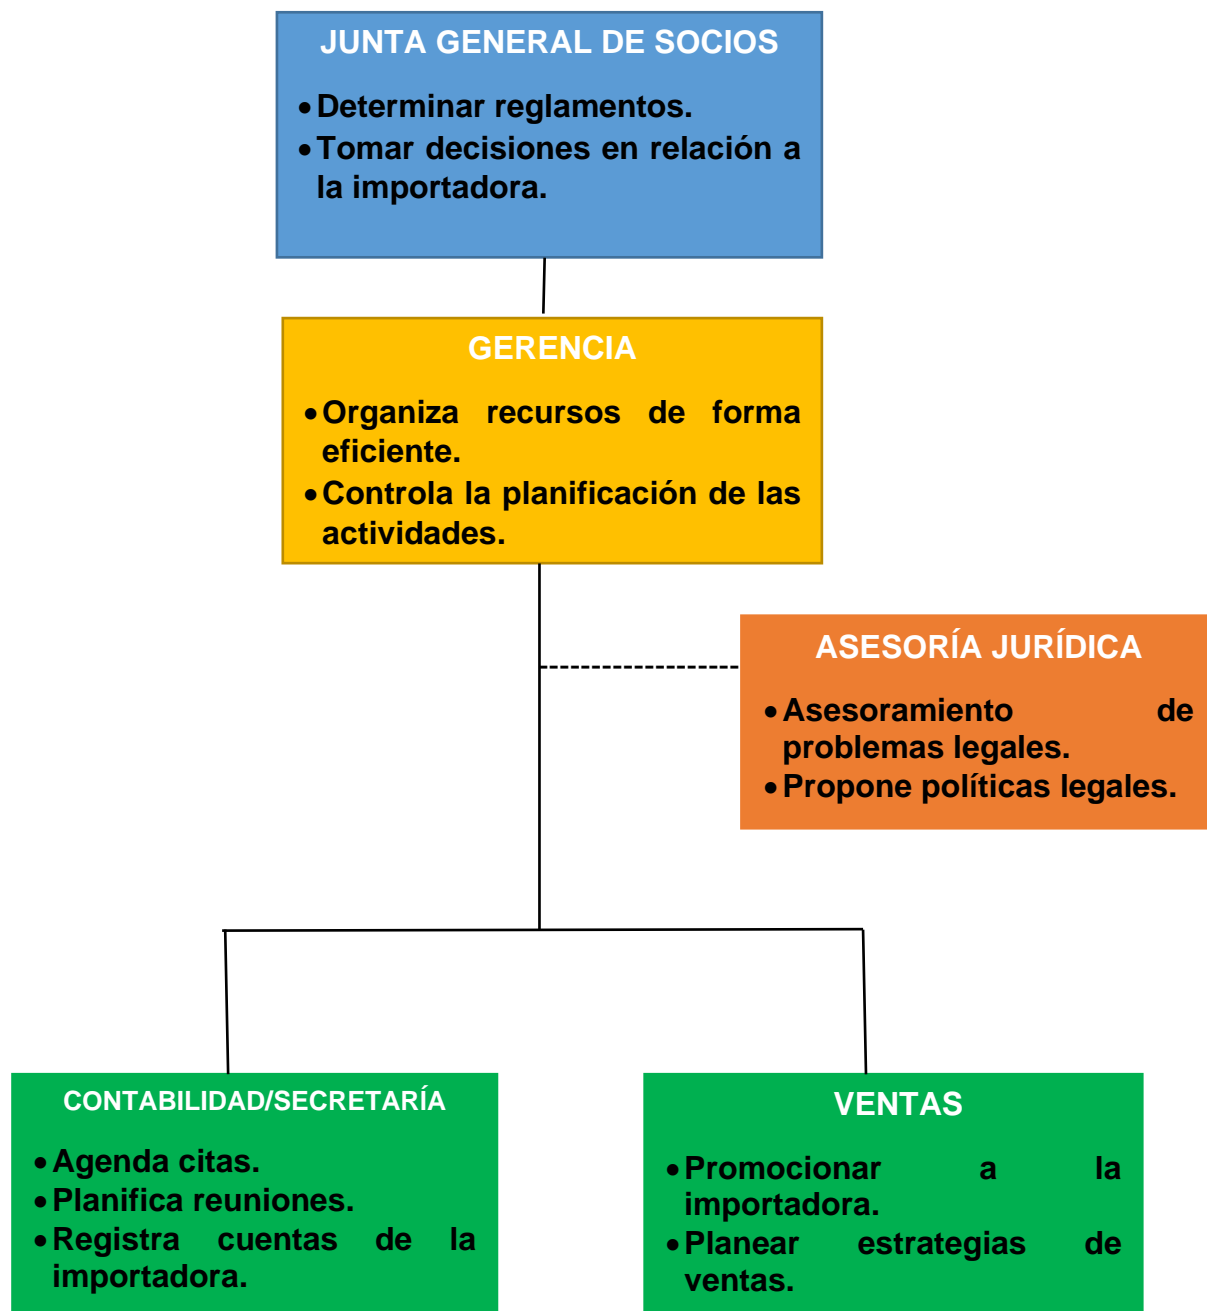 JUNTA GENERAL DE SOCIOS
•Determinar reglamentos.
•Tomar decisiones en relación a
la importadora.
GERENCIA
•Organiza recursos de forma
eficiente.
•Controla la planificación de las
actividades.
ASESORÍA JURÍDICA
•Asesoramiento de
problemas legales.
•Propone políticas legales.
CONTABILIDAD/SECRETARÍA
•Agenda citas.
•Planifica reuniones.
•Registra cuentas de la
importadora.
VENTAS
•Promocionar a la
importadora.
•Planear estrategias de
ventas.